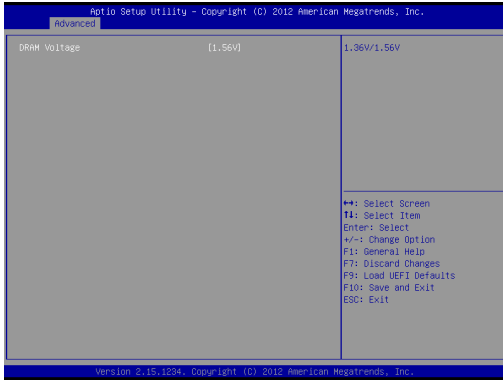 Aptio Setup Utility – Copyright (C) 2012 American Megatrends, Inc.
Advanced
DRAM Voltage [1.56V]
1.36V/1.56V
↔: Select Screen
↑↓: Select Item
Enter: Select
+/-: Change Option
F1: General Help
F7: Discard Changes
F9: Load UEFI Defaults
F10: Save and Exit
ESC: Exit
Version 2.15.1234. Copyright (C) 2012 American Megatrends, Inc.